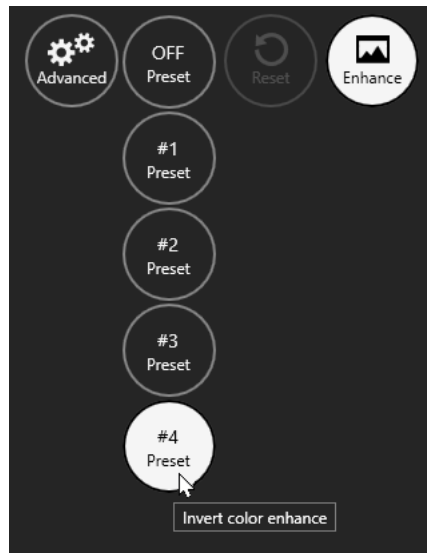 Advanced
OFF
Preset
Reset
Enhance
#1
Preset
#2
Preset
#3
Preset
#4
Preset
Invert color enhance